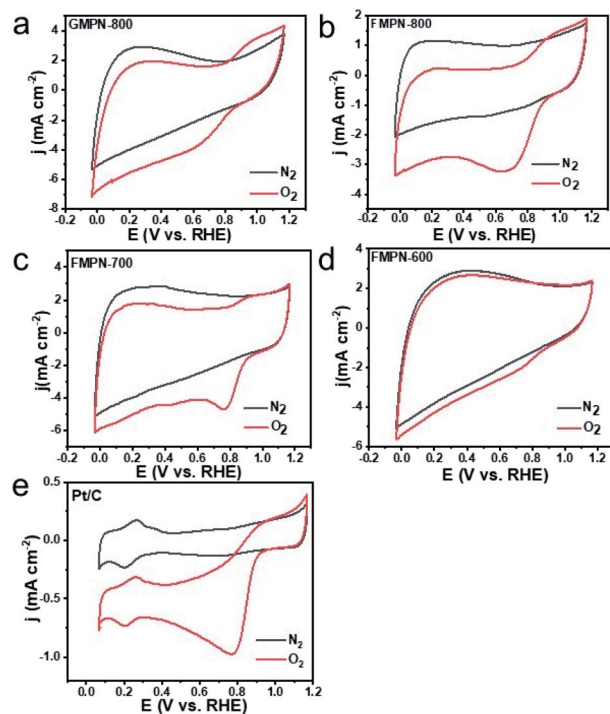 a
GMPN-800
4
2
0
-2
-4
-6
-8
j (mA cm⁻²)
N₂
O₂
-0.2 0.0 0.2 0.4 0.6 0.8 1.0 1.2
E (V vs. RHE)
b
FMPN-800
2
1
0
-1
-2
-3
-4
j (mA cm⁻²)
N₂
O₂
-0.2 0.0 0.2 0.4 0.6 0.8 1.0 1.2
E (V vs. RHE)
c
FMPN-700
4
2
0
-2
-4
-6
j(mA cm⁻²)
N₂
O₂
-0.2 0.0 0.2 0.4 0.6 0.8 1.0 1.2
E (V vs. RHE)
d
FMPN-600
4
2
0
-2
-4
-6
j (mA cm⁻²)
N₂
O₂
-0.2 0.0 0.2 0.4 0.6 0.8 1.0 1.2
E (V vs. RHE)
e
Pt/C
0.5
0.0
-0.5
-1.0
j (mA cm⁻²)
N₂
O₂
0.0 0.2 0.4 0.6 0.8 1.0 1.2
E (V vs. RHE)